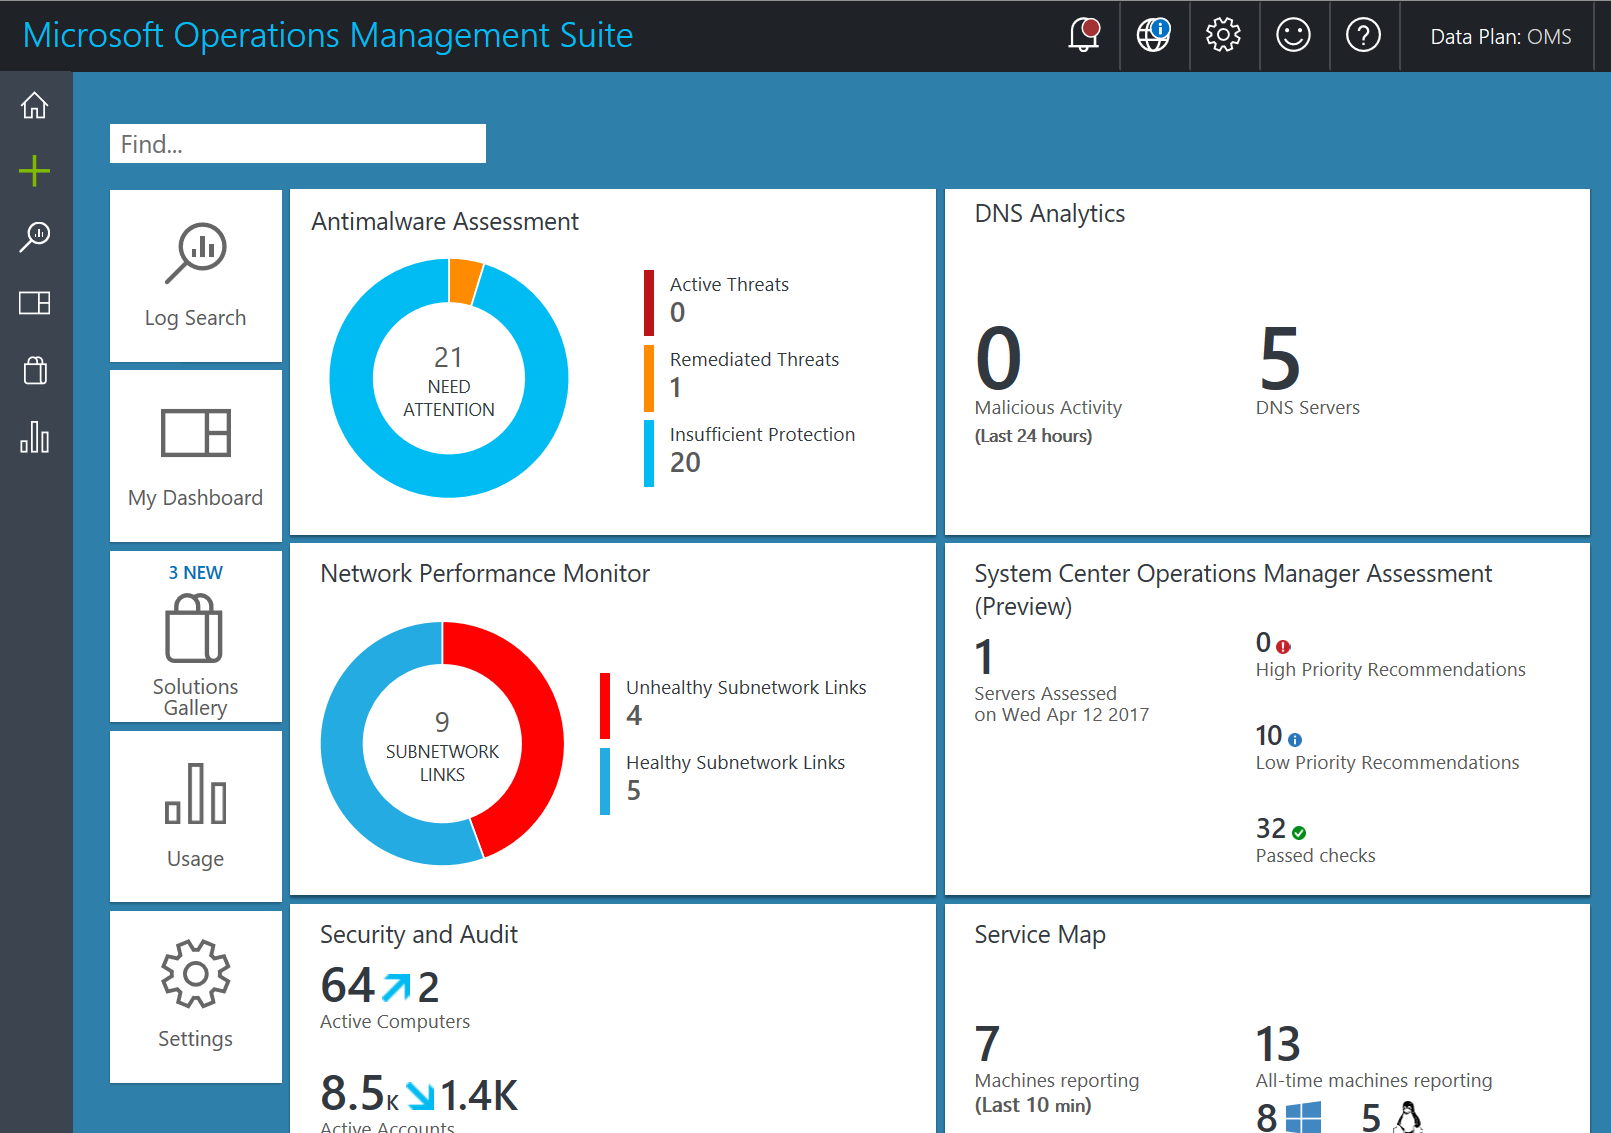 Microsoft Operations Management Suite
Data Plan: OMS
Find...
Log Search
My Dashboard
3 NEW
Solutions
Gallery
Usage
Settings
Antimalware Assessment
21
NEED
ATTENTION
Active Threats
0
Remediated Threats
1
Insufficient Protection
20
DNS Analytics
0
Malicious Activity
(Last 24 hours)
5
DNS Servers
Network Performance Monitor
9
SUBNETWORK
LINKS
Unhealthy Subnetwork Links
4
Healthy Subnetwork Links
5
System Center Operations Manager Assessment
(Preview)
1
Servers Assessed
on Wed Apr 12 2017
0
High Priority Recommendations
10
Low Priority Recommendations
32
Passed checks
Security and Audit
64 2
Active Computers
8.5K 1.4K
Active Accounts
Service Map
7
Machines reporting
(Last 10 min)
13
All-time machines reporting
8 5